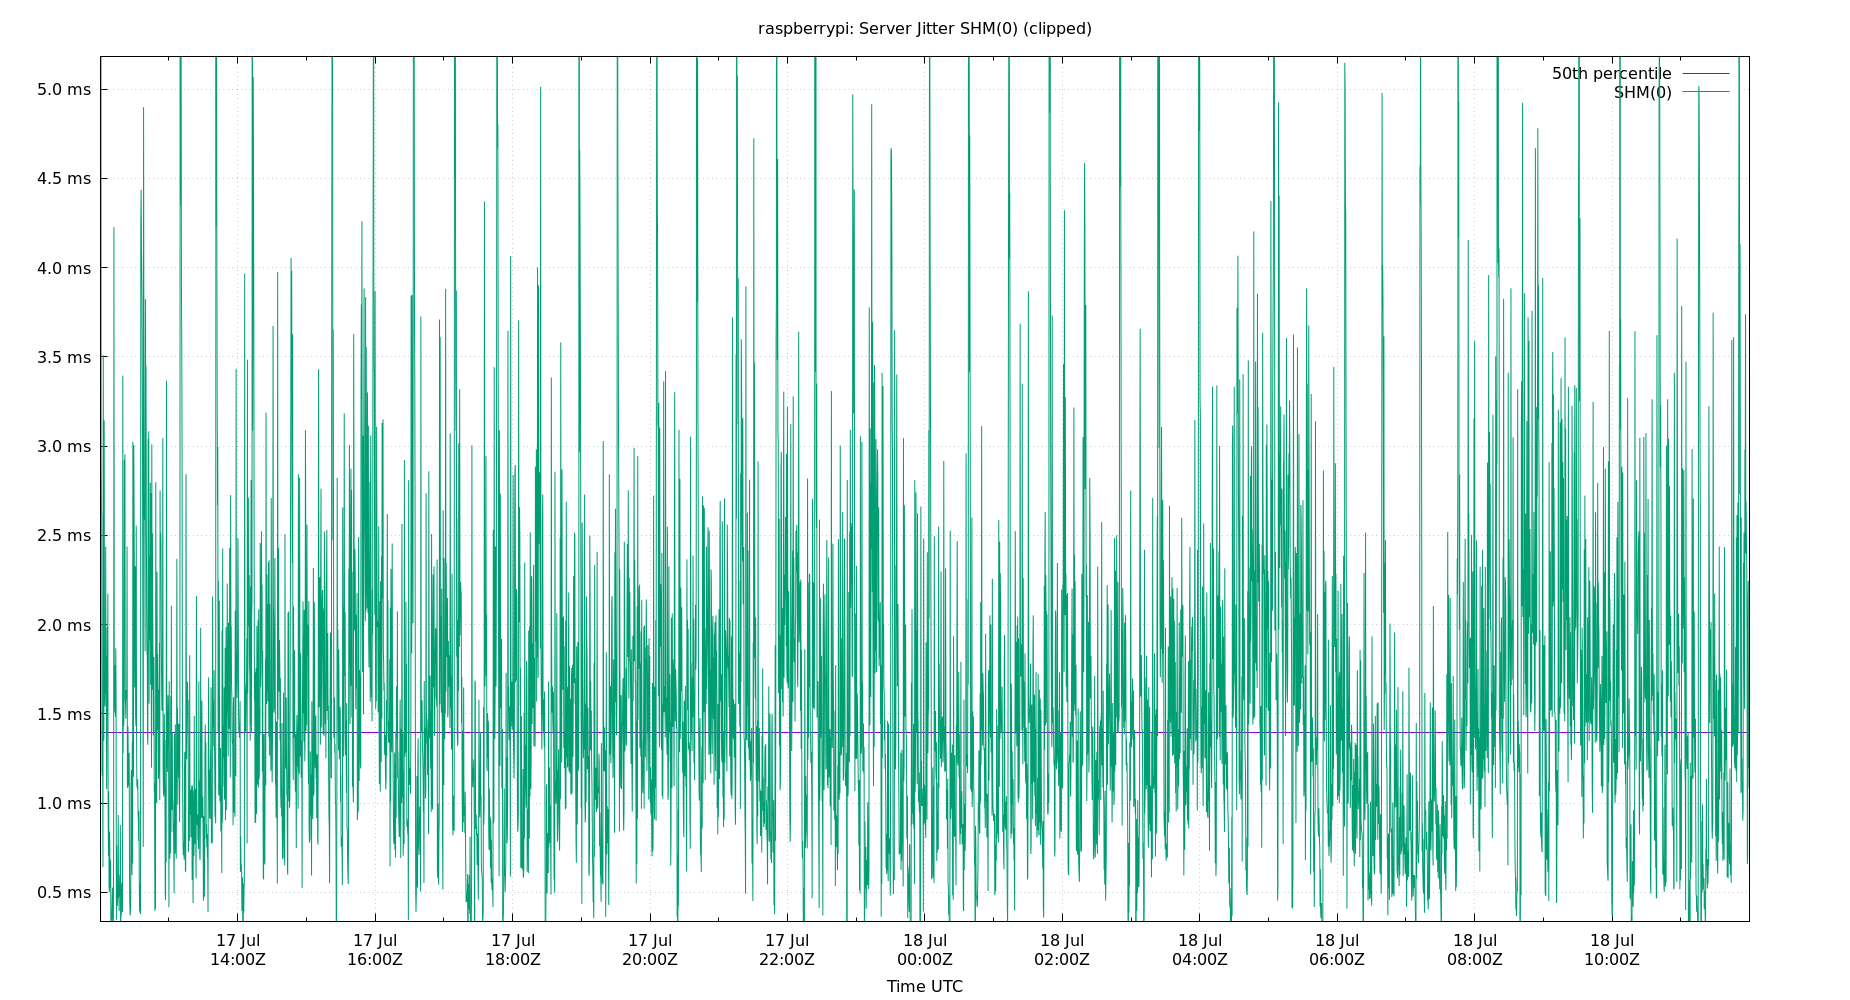 raspberrypi: Server Jitter SHM(0) (clipped)
50th percentile
SHM(0)
5.0 ms
4.5 ms
4.0 ms
3.5 ms
3.0 ms
2.5 ms
2.0 ms
1.5 ms
1.0 ms
0.5 ms
17 Jul 17 Jul 17 Jul 17 Jul 17 Jul 18 Jul 18 Jul 18 Jul 18 Jul 18 Jul 18 Jul
14:00Z 16:00Z 18:00Z 20:00Z 22:00Z 00:00Z 02:00Z 04:00Z 06:00Z 08:00Z 10:00Z
Time UTC